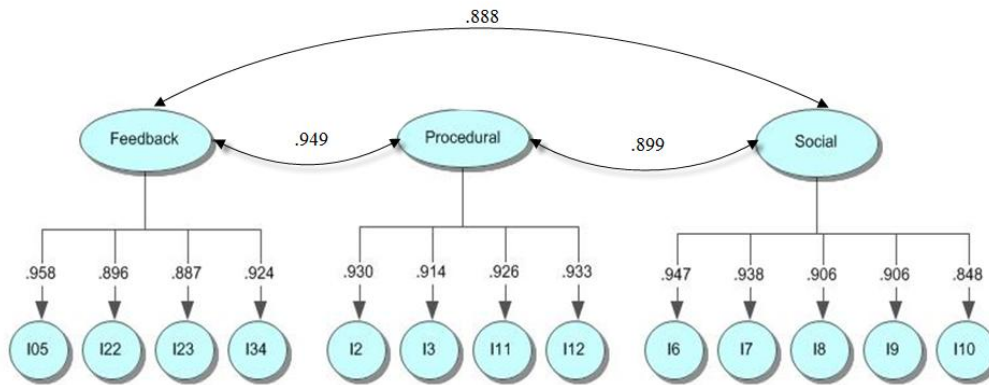 .888
Feedback
.949
Procedural
.899
Social
.958 .896 .887 .924 .930 .914 .926 .933 .947 .938 .906 .906 .848
I05 I22 I23 I34 I2 I3 I11 I12 I6 I7 I8 I9 I10